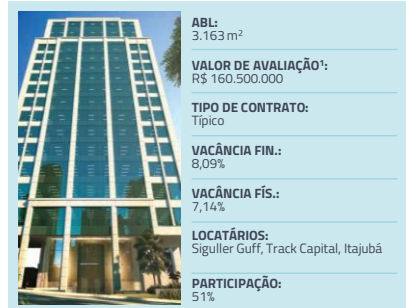 ABL:
3.163 m²
VALOR DE AVALIAÇÃO¹:
R$ 160.500.000
TIPO DE CONTRATO:
Típico
VACÂNCIA FIN.:
8,09%
VACÂNCIA FÍS.:
7,14%
LOCATÁRIOS:
Siguller Guff, Track Capital, Itajubá
PARTICIPAÇÃO:
51%